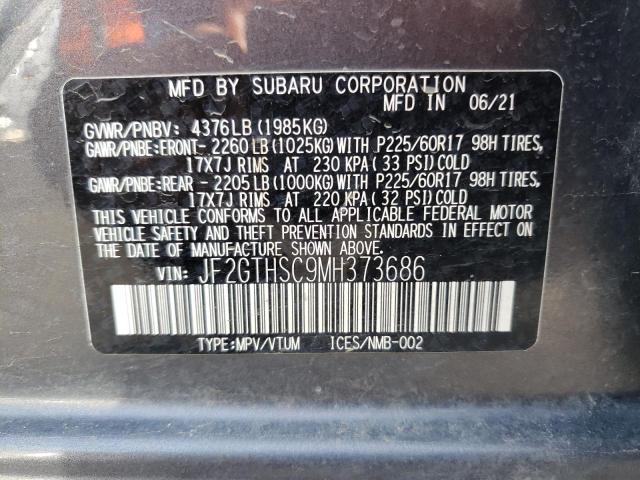 MFD BY SUBARU CORPORATION
MFD IN 06/21
GVWR/PNBV: 4376LB (1985KG)
GAWR/PNBE:FRONT- 2260 LB (1025KG) WITH P225/60R17 98H TIRES,
17X7J RIMS AT 230 KPA ( 33 PSI) COLD
GAWR/PNBE:REAR - 2205 LB (1000KG) WITH P225/60R17 98H TIRES,
17X7J RIMS AT 220 KPA ( 32 PSI) COLD
THIS VEHICLE CONFORMS TO ALL APPLICABLE FEDERAL MOTOR
VEHICLE SAFETY AND THEFT PREVENTION STANDARDS IN EFFECT ON
THE DATE OF MANUFACTURE SHOWN ABOVE
VIN: JF2GTHSC9MH373686
TYPE:MPV/VTUM ICES/NMB-002